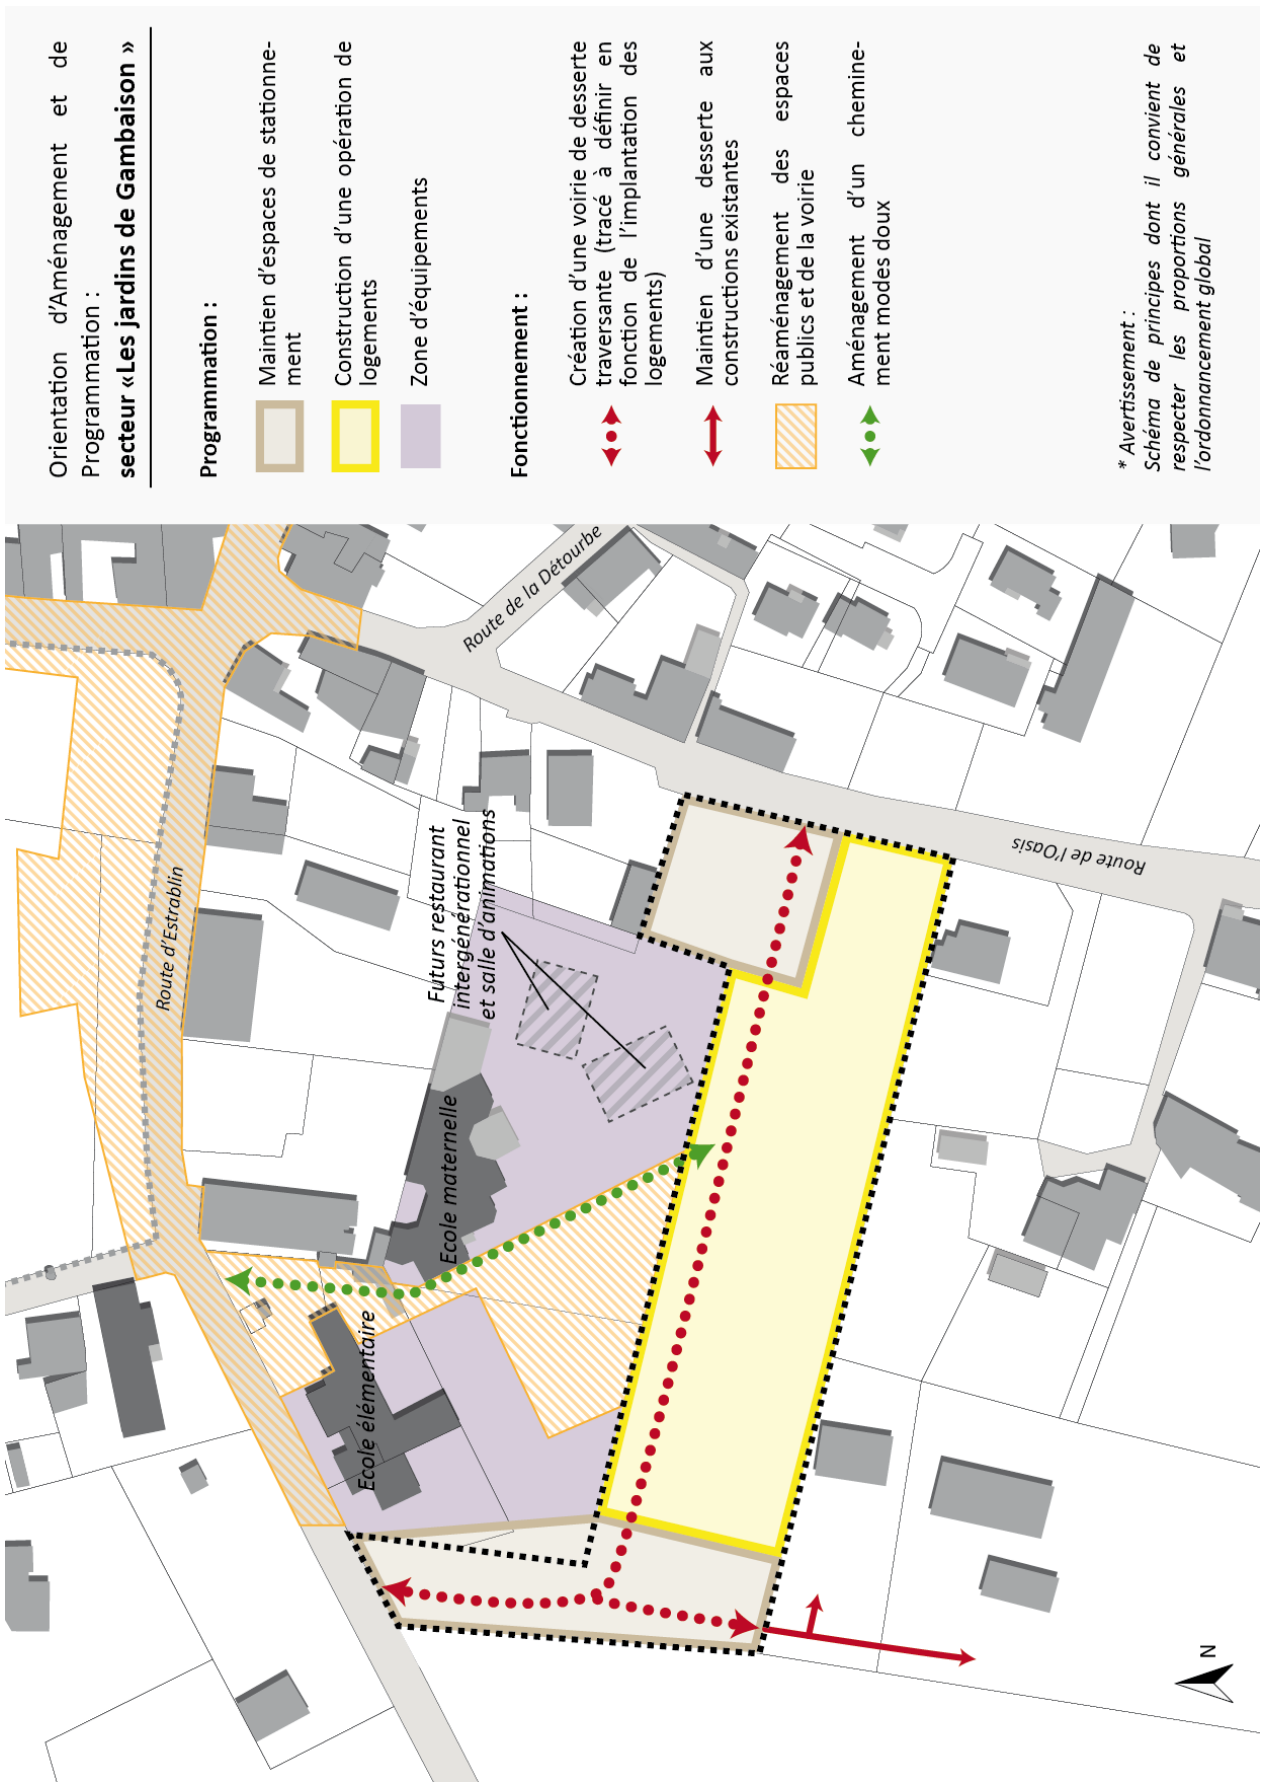 Orientation d'Aménagement et de
Programmation :
secteur «Les jardins de Gambaison »
Programmation :
Maintien d'espaces de stationne-
ment
Construction d'une opération de
logements
Zone d'équipements
Fonctionnement :
Création d'une voirie de desserte
traversante (tracé à définir en
fonction de l'implantation des
logements)
Maintien d'une desserte aux
constructions existantes
Réaménagement des espaces
publics et de la voirie
Aménagement d'un chemine-
ment modes doux
* Avertissement :
Schéma de principes dont il convient de
respecter les proportions générales et
l'ordonnancement global
Route de la Détourbe
Route d'Estrablin
Futurs restaurant
intergénérationnel
et salle d'animations
Route de l'Oasis
Ecole maternelle
Ecole élémentaire
N